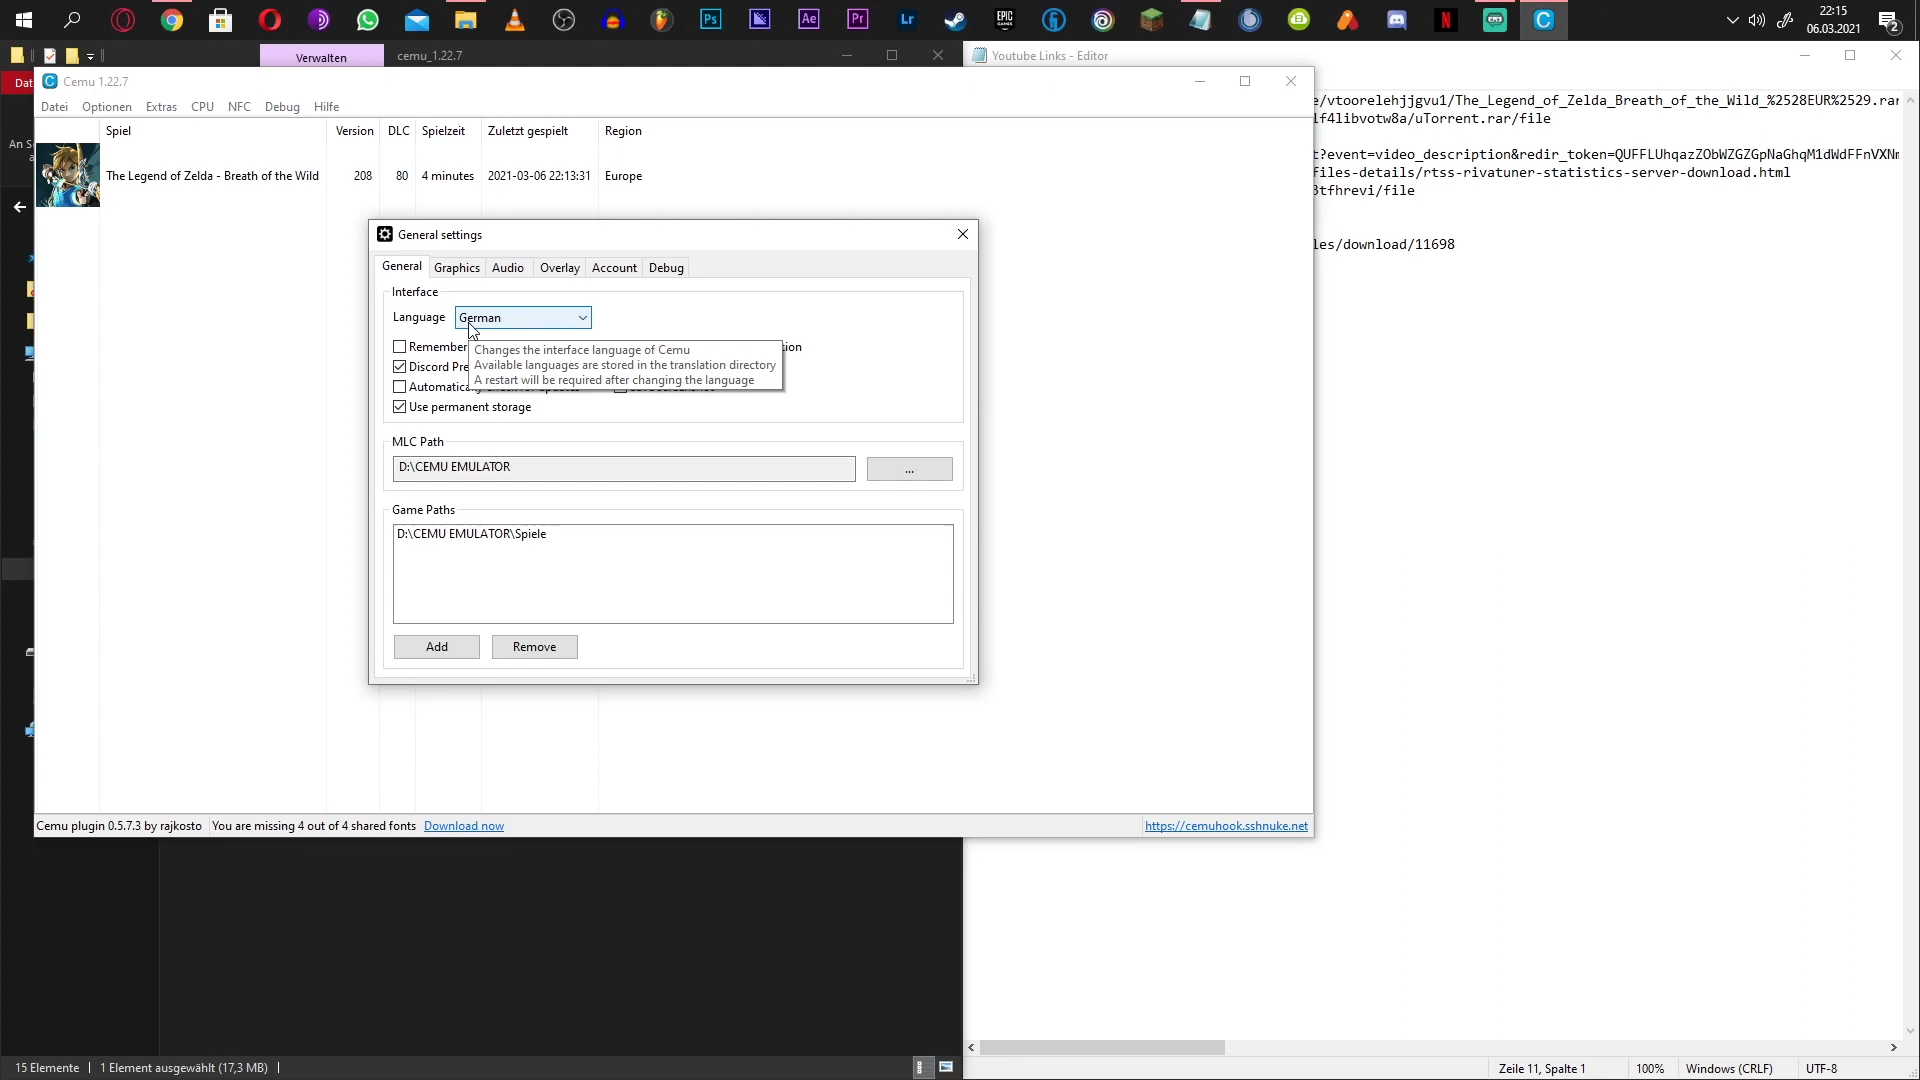 22:15
06.03.2021
2
Verwalten
cemu_1.22.7
Youtube Links - Editor
Dat
Cemu 1.22.7
Datei Optionen Extras CPU NFC Debug Hilfe
e/vtoorelehjjgvu1/The_Legend_of_Zelda_Breath_of_the_Wild_%2528EUR%2529.rar
lf4libvotw8a/uTorrent.rar/file
t?event=video_description&redir_token=QUFFLUhqazZObWZGZGpNaGhqM1dWdFFnVXNm
files-details/rtss-rivatuner-statistics-server-download.html
3tfhrevi/file
les/download/11698
Spiel Version DLC Spielzeit Zuletzt gespielt Region
An S
The Legend of Zelda - Breath of the Wild 208 80 4 minutes 2021-03-06 22:13:31 Europe
General settings
General Graphics Audio Overlay Account Debug
Interface
Language German
Remember
Discord Pre
Use permanent storage
Changes the interface language of Cemu
Available languages are stored in the translation directory
A restart will be required after changing the language
MLC Path
D:\CEMU EMULATOR
...
Game Paths
D:\CEMU EMULATOR\Spiele
Add Remove
Cemu plugin 0.5.7.3 by rajkosto You are missing 4 out of 4 shared fonts Download now
https://cemuhook.sshnuke.net
15 Elemente 1 Element ausgewählt (17,3 MB)
Zeile 11, Spalte 1 100% Windows (CRLF) UTF-8